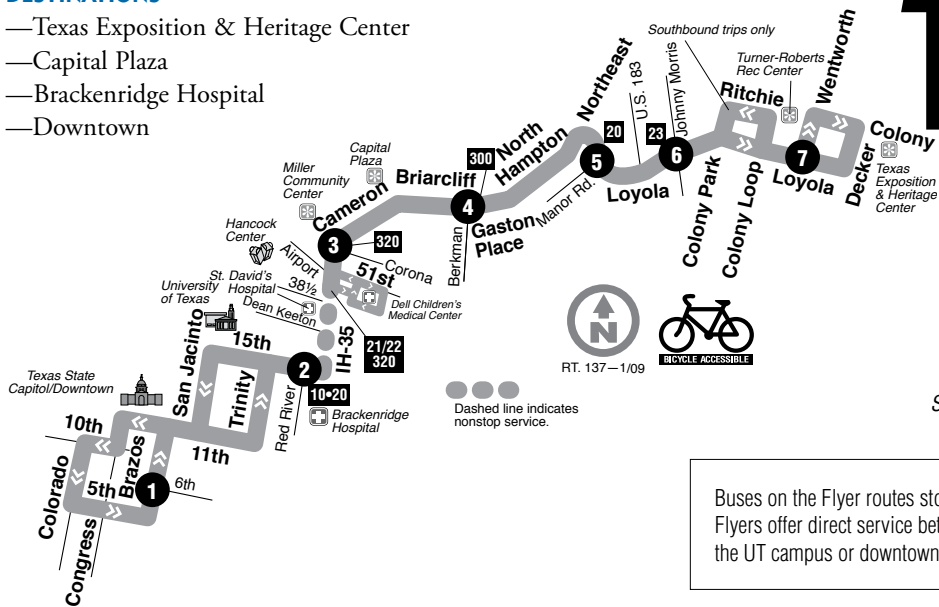 DESTINATIONS
—Texas Exposition & Heritage Center
—Capital Plaza
—Brackenridge Hospital
—Downtown
Southbound trips only
Turner-Roberts
Rec Center
Wentworth
Ritchie
Northeast
U.S. 183
Johnny Morris
Colony
Texas
Exposition
& Heritage
Center
Decker
7
Loyola
20
23
6
5
Loyola
Colony Park
Colony Loop
Manor Rd.
North
Hampton
300
Briarcliff
4
Gaston
Place
Berkman
Capital
Plaza
Miller
Community
Center
Cameron
3
320
Corona
51st
Dell Children's
Medical Center
Hancock
Center
Airport
38½
St. David's
Hospital
Dean Keeton
University
of Texas
IH-35
21/22
320
San Jacinto
15th
2
10•20
Brackenridge
Hospital
Red River
Trinity
11th
Texas State
Capitol/Downtown
10th
Brazos
5th
1
6th
Colorado
Congress
N
RT. 137—1/09
BICYCLE ACCESSIBLE
Dashed line indicates
nonstop service.
S
Buses on the Flyer routes sto
Flyers offer direct service be
the UT campus or downtown